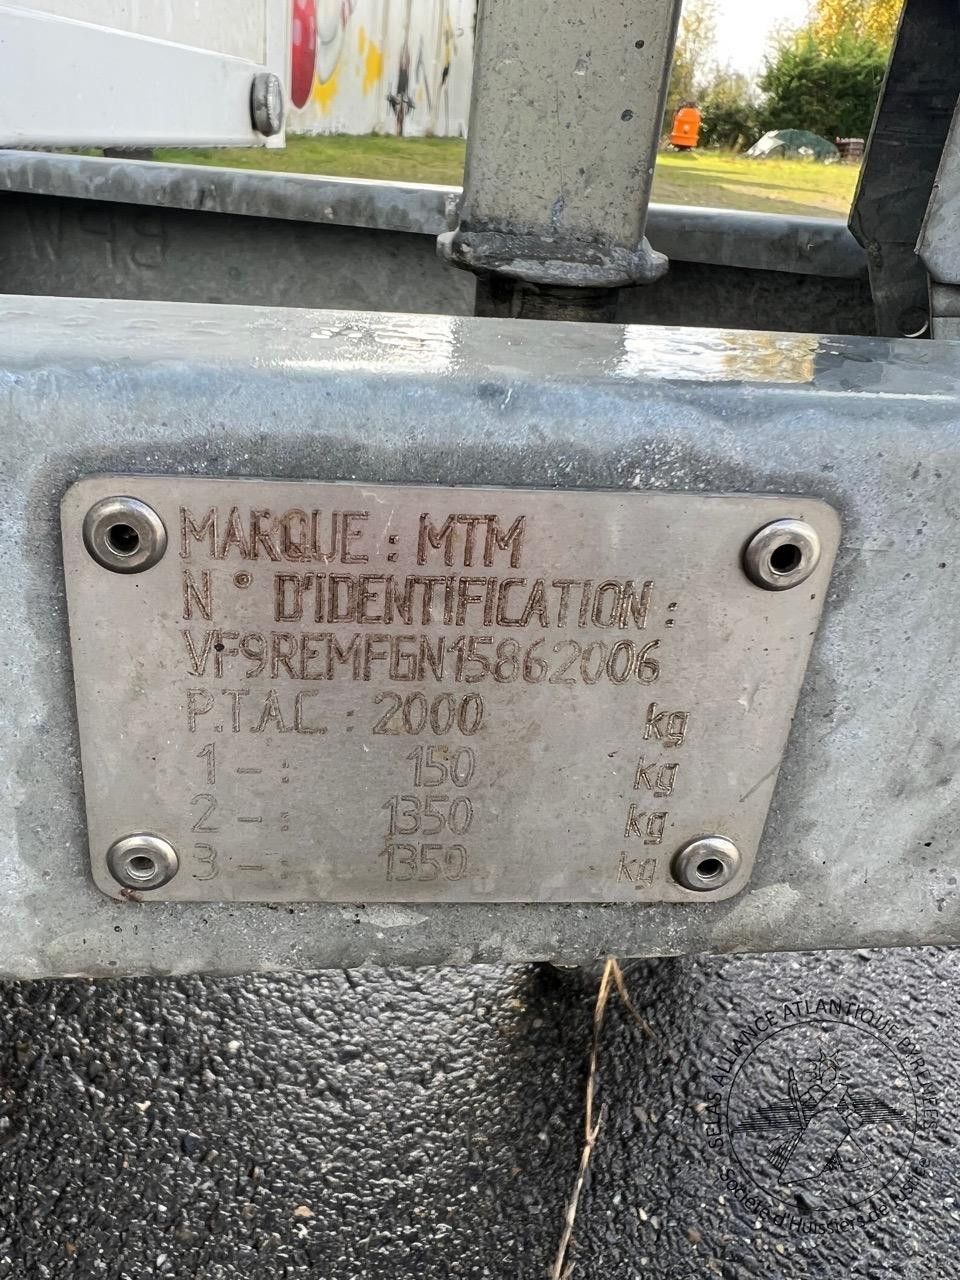 MARQUE : MTM
N° D'IDENTIFICATION :
VF9REMFGN15862006
P.T.A.C. : 2000 kg
1 - : 150 kg
2 - : 1350 kg
3 - : 1350 kg
SELAS ALLIANCE ATLANTIQUE PYRENEES
Société d'Huissiers de Justice